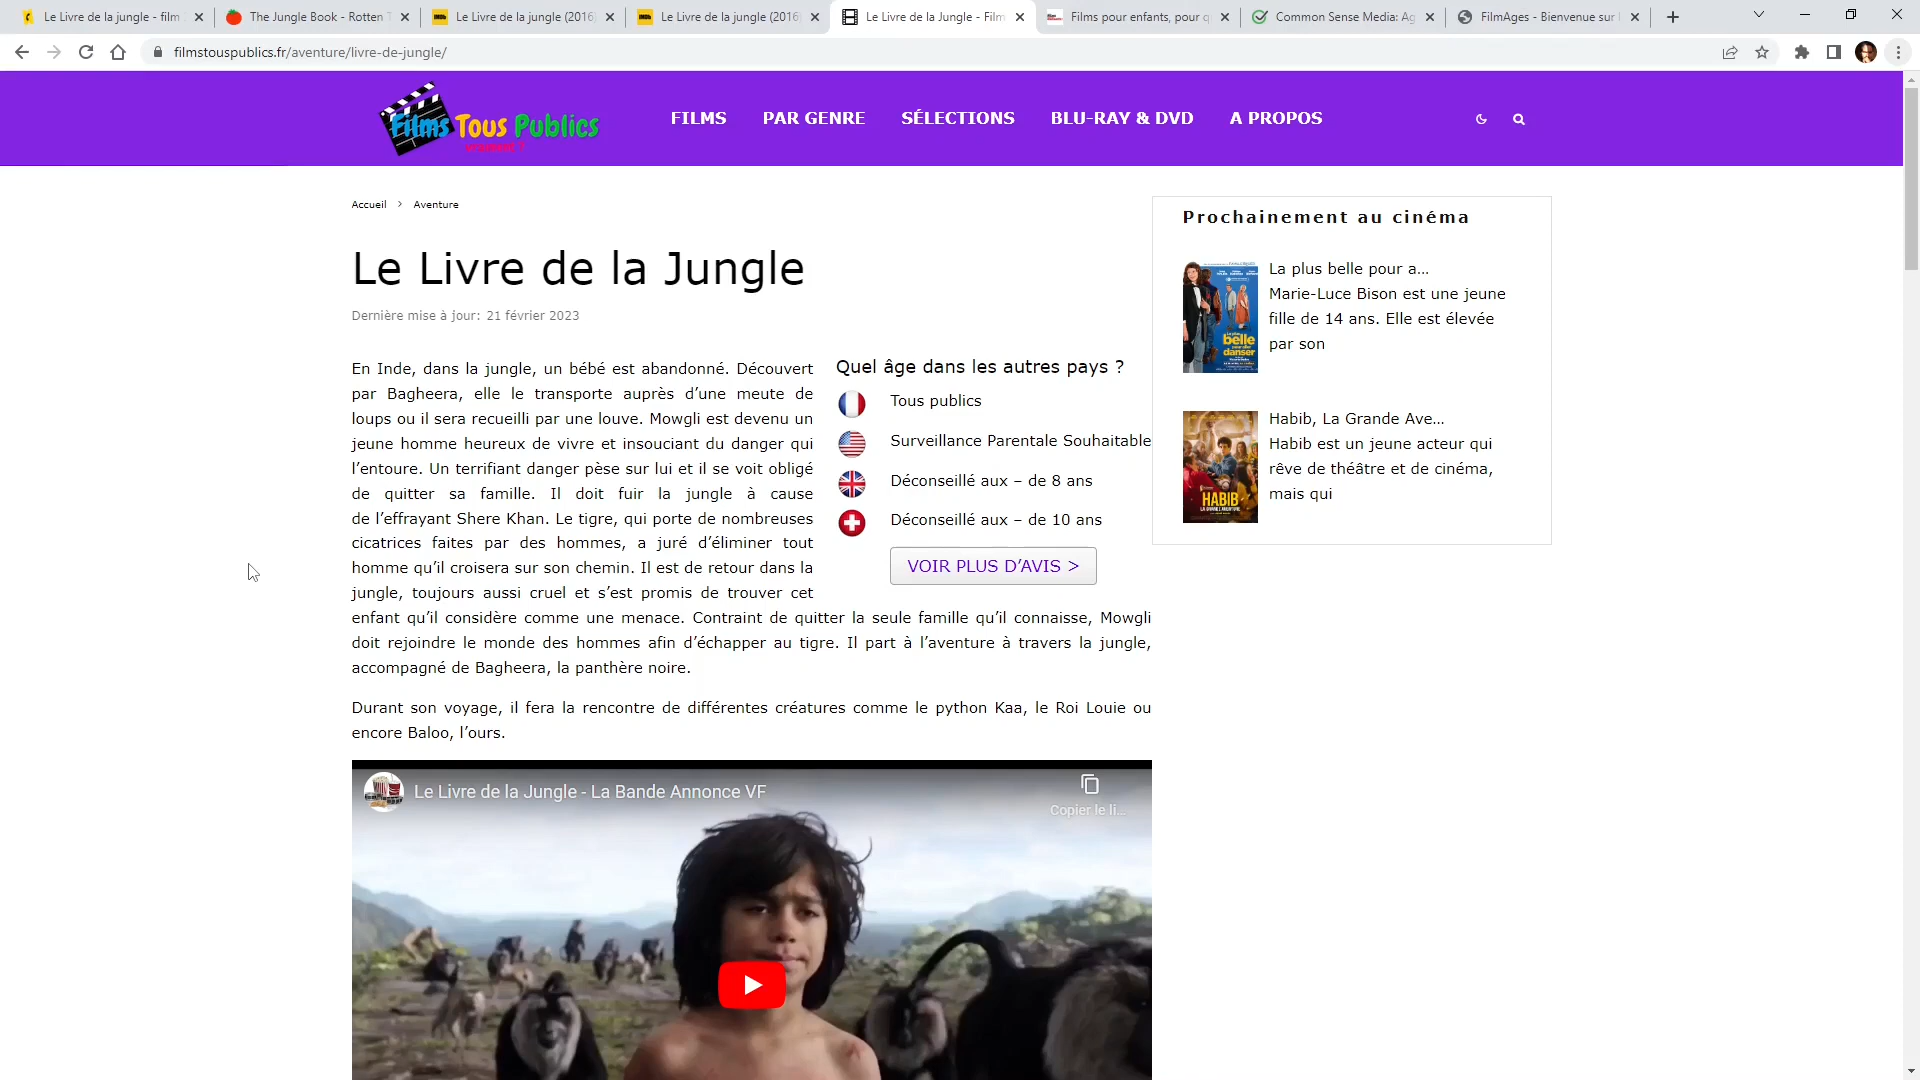 Le Livre de la jungle - film
The Jungle Book - Rotten T
Le Livre de la jungle (2016)
Le Livre de la jungle (2016)
Le Livre de la Jungle - Film
Films pour enfants, pour q
Common Sense Media: Ag
FilmAges - Bienvenue sur
filmstouspublics.fr/aventure/livre-de-jungle/
Films Tous Publics
vraiment ?
FILMS
PAR GENRE
SÉLECTIONS
BLU-RAY & DVD
A PROPOS
Accueil > Aventure
Le Livre de la Jungle
Dernière mise à jour: 21 février 2023
En Inde, dans la jungle, un bébé est abandonné. Découvert
par Bagheera, elle le transporte auprès d’une meute de
loups ou il sera recueilli par une louve. Mowgli est devenu un
jeune homme heureux de vivre et insouciant du danger qui
l’entoure. Un terrifiant danger pèse sur lui et il se voit obligé
de quitter sa famille. Il doit fuir la jungle à cause
de l’effrayant Shere Khan. Le tigre, qui porte de nombreuses
cicatrices faites par des hommes, a juré d’éliminer tout
homme qu’il croisera sur son chemin. Il est de retour dans la
jungle, toujours aussi cruel et s’est promis de trouver cet
enfant qu’il considère comme une menace. Contraint de quitter la seule famille qu’il connaisse, Mowgli
doit rejoindre le monde des hommes afin d’échapper au tigre. Il part à l’aventure à travers la jungle,
accompagné de Bagheera, la panthère noire.
Quel âge dans les autres pays ?
Tous publics
Surveillance Parentale Souhaitable
Déconseillé aux – de 8 ans
Déconseillé aux – de 10 ans
VOIR PLUS D’AVIS >
Durant son voyage, il fera la rencontre de différentes créatures comme le python Kaa, le Roi Louie ou
encore Baloo, l’ours.
Le Livre de la Jungle - La Bande Annonce VF
Copier le li...
Prochainement au cinéma
La plus belle pour a...
Marie-Luce Bison est une jeune
fille de 14 ans. Elle est élevée
par son
belle
danser
Habib, La Grande Ave...
Habib est un jeune acteur qui
rêve de théâtre et de cinéma,
mais qui
HABIB